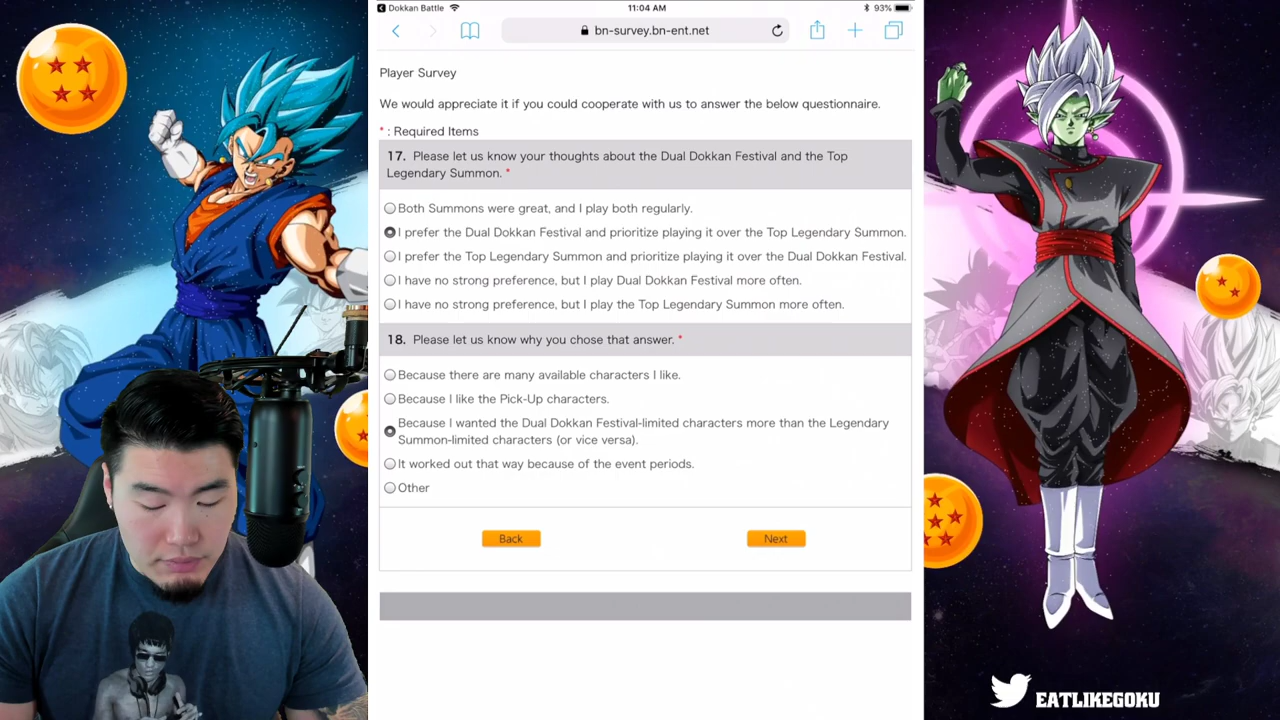 Dokkan Battle
11:04 AM
93%
bn-survey.bn-ent.net
Player Survey
We would appreciate it if you could cooperate with us to answer the below questionnaire.
* : Required Items
17. Please let us know your thoughts about the Dual Dokkan Festival and the Top
Legendary Summon. *
Both Summons were great, and I play both regularly.
I prefer the Dual Dokkan Festival and prioritize playing it over the Top Legendary Summon.
I prefer the Top Legendary Summon and prioritize playing it over the Dual Dokkan Festival.
I have no strong preference, but I play Dual Dokkan Festival more often.
I have no strong preference, but I play the Top Legendary Summon more often.
18. Please let us know why you chose that answer. *
Because there are many available characters I like.
Because I like the Pick-Up characters.
Because I wanted the Dual Dokkan Festival-limited characters more than the Legendary
Summon-limited characters (or vice versa).
It worked out that way because of the event periods.
Other
Back
Next
EATLIKEGOKU